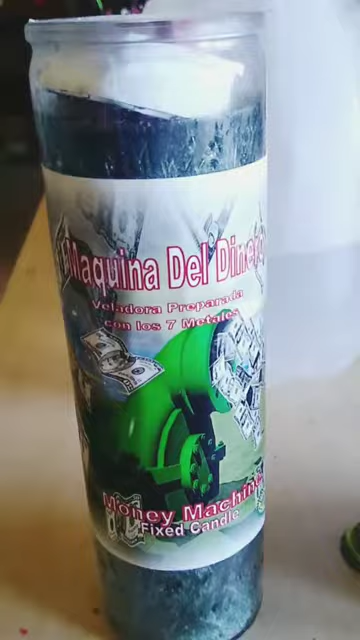 Maquina Del Dinero
Veladora Preparada
con los 7 Metales
Money Machine
Fixed Candle